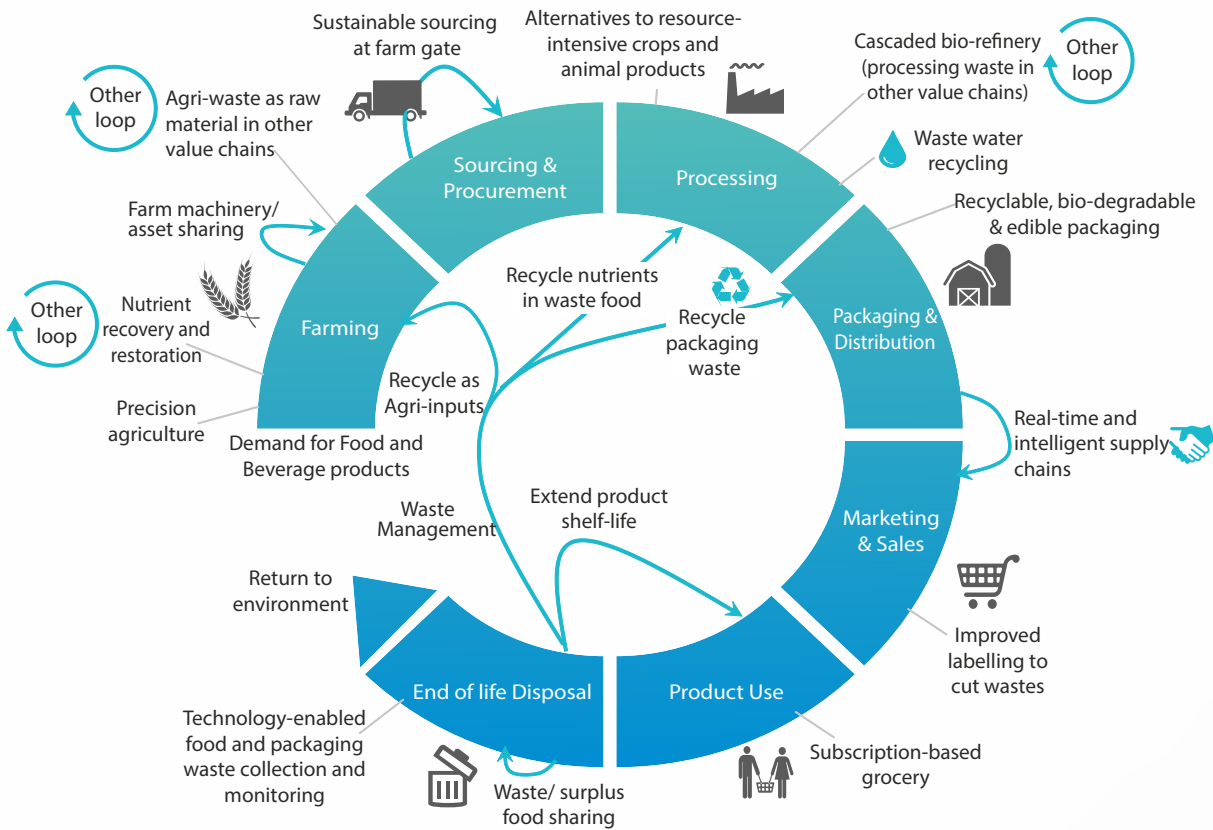 Sustainable sourcing
at farm gate
Alternatives to resource-
intensive crops and
animal products
Cascaded bio-refinery
(processing waste in
other value chains)
Other
loop
Other
loop
Agri-waste as raw
material in other
value chains
Waste water
recycling
Sourcing &
Procurement
Processing
Recyclable, bio-degradable
& edible packaging
Farm machinery/
asset sharing
Recycle nutrients
in waste food
Other
loop
Nutrient
recovery and
restoration
Farming
Recycle
packaging
waste
Packaging &
Distribution
Recycle as
Agri-inputs
Precision
agriculture
Demand for Food and
Beverage products
Real-time and
intelligent supply
chains
Waste
Management
Extend product
shelf-life
Marketing
& Sales
Return to
environment
Improved
labelling to
cut wastes
End of life Disposal
Product Use
Technology-enabled
food and packaging
waste collection and
monitoring
Waste/ surplus
food sharing
Subscription-based
grocery